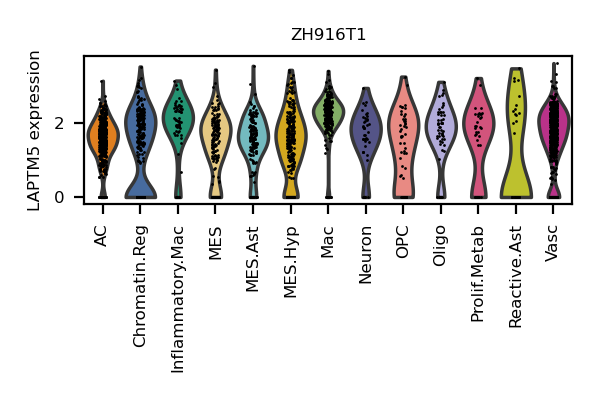 ZH916T1
LAPTM5 expression
2
0
AC
Chromatin.Reg
Inflammatory.Mac
MES
MES.Ast
MES.Hyp
Mac
Neuron
OPC
Oligo
Prolif.Metab
Reactive.Ast
Vasc